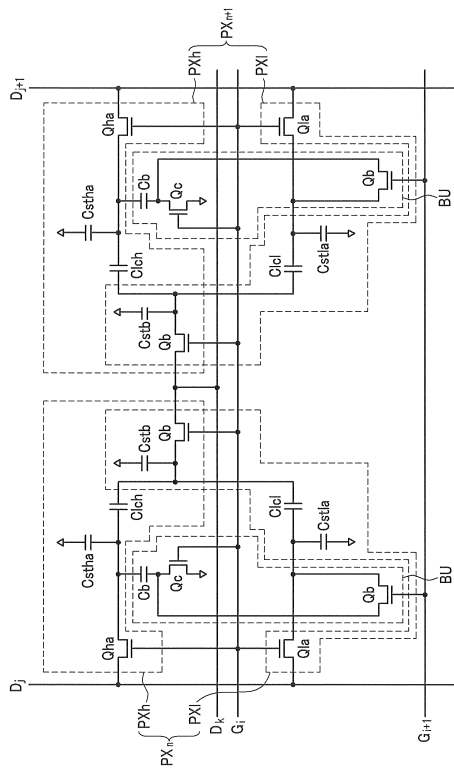 PXn+1
PXh
PXl
Dj+1
Qha
Qla
Cstha
Cb
Qc
Qb
BU
Clch
Clcl
Cstla
Cstb
Qb
Qb
Cstb
Clch
Clcl
Cstha
Cb
Qc
Cstla
Qb
BU
Qha
Qla
Dj
PXh
PXl
PXn
Dk
Gi
Gi+1